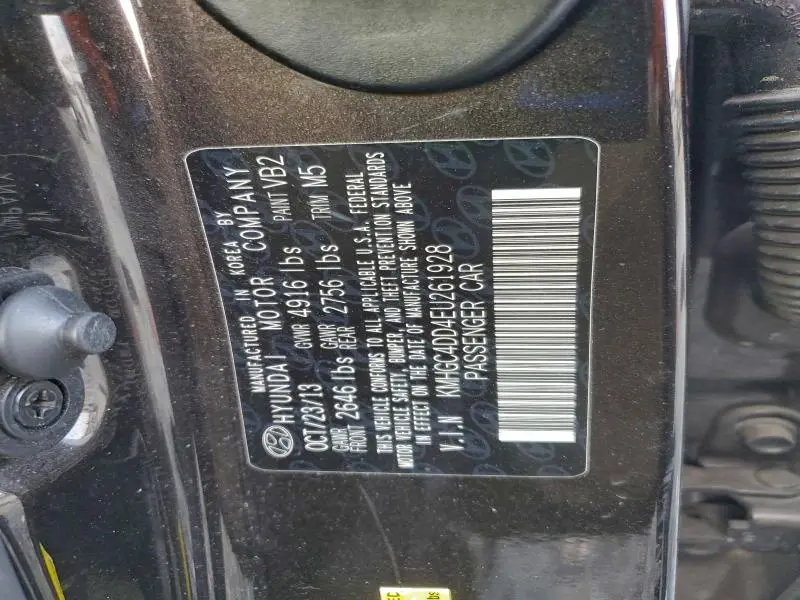 MANUFACTURED IN KOREA BY
HYUNDAI MOTOR COMPANY
OCT/23/13 GVWR 4916 lbs PAINT VB2
GAWR FRONT 2646 lbs GAWR REAR 2756 lbs TRIM M5
THIS VEHICLE CONFORMS TO ALL APPLICABLE U.S.A. FEDERAL
MOTOR VEHICLE SAFETY, BUMPER, AND THEFT PREVENTION STANDARDS
IN EFFECT ON THE DATE OF MANUFACTURE SHOWN ABOVE
V.I.N KMHGC4DD4EU261928
PASSENGER CAR
EC
lbs